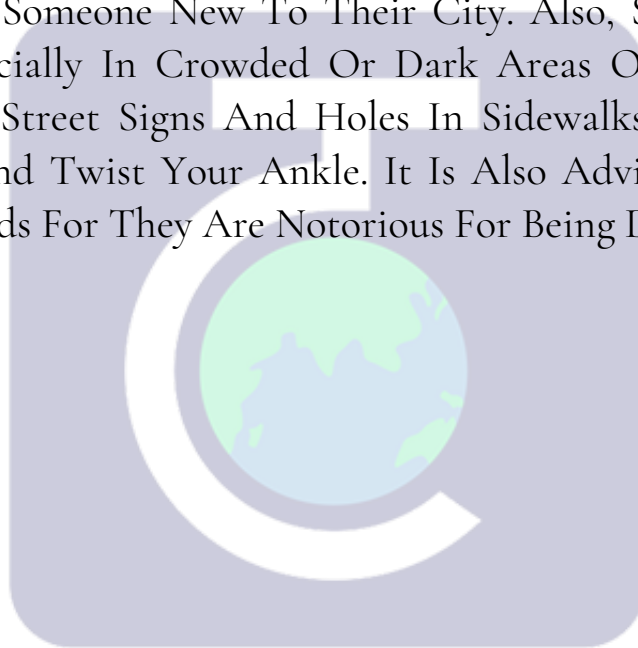 Someone New To Their City. Also,
In Crowded Or Dark Areas
Street Signs And Holes In Sidewalks
Twist Your Ankle. It Is Also
For They Are Notorious For Being